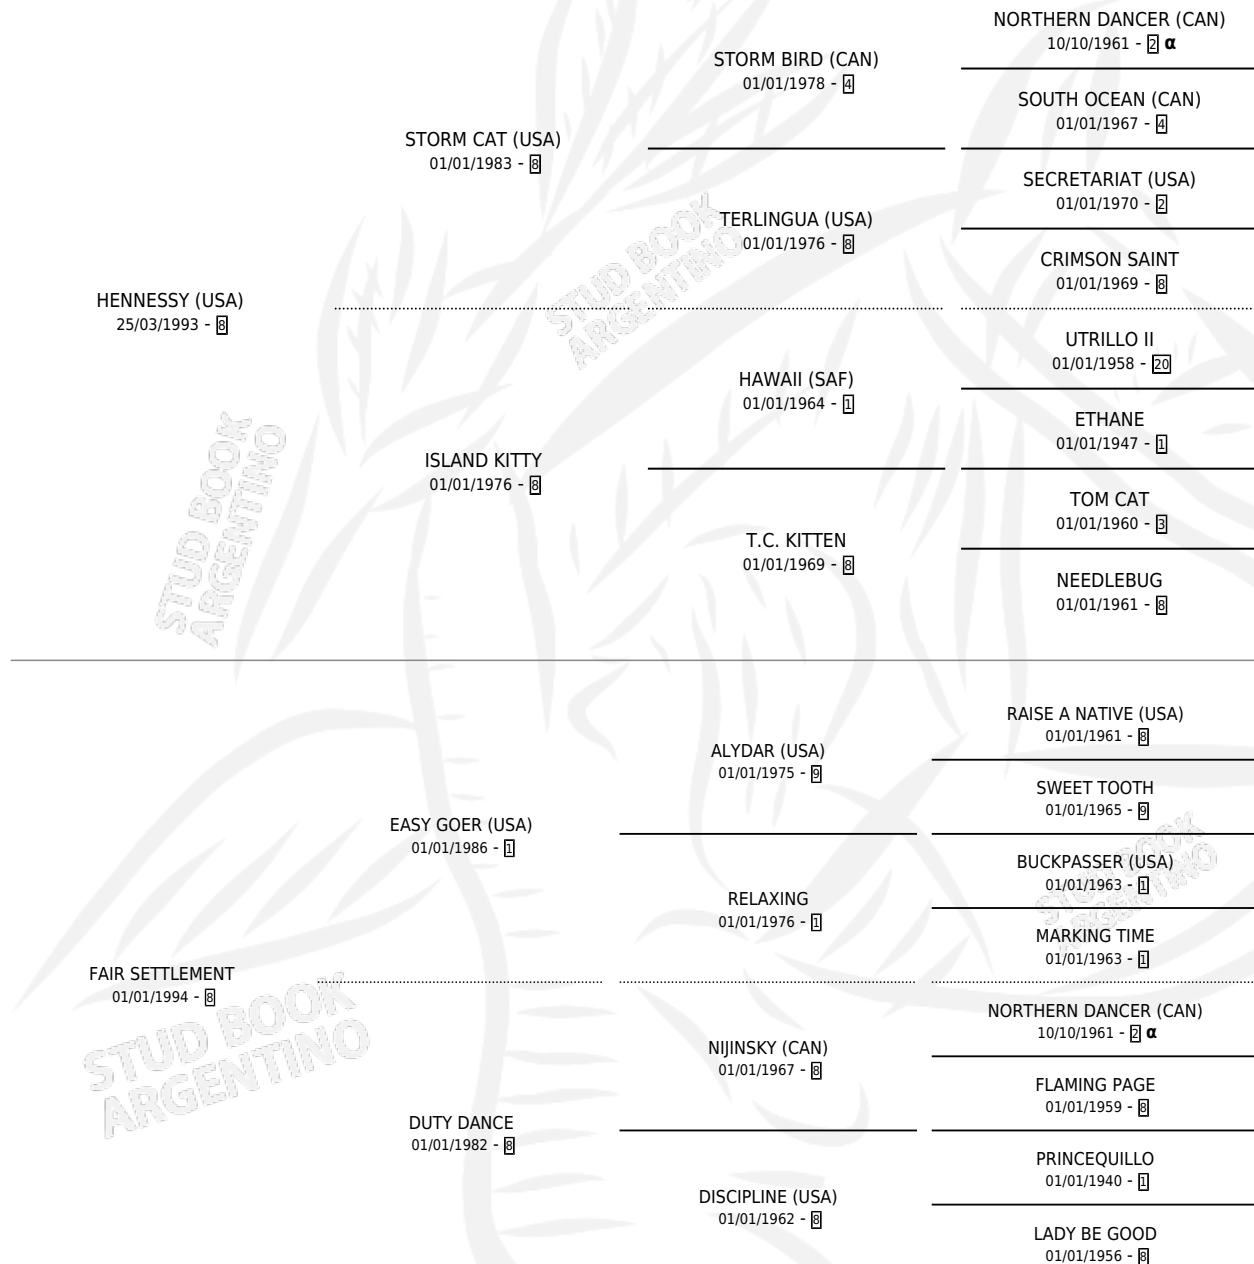 NORTHERN DANCER (CAN)
10/10/1961 - 2 α
STORM BIRD (CAN)
01/01/1978 - 4
SOUTH OCEAN (CAN)
01/01/1967 - 4
STORM CAT (USA)
01/01/1983 - 8
SECRETARIAT (USA)
01/01/1970 - 2
TERLINGUA (USA)
01/01/1976 - 8
CRIMSON SAINT
01/01/1969 - 8
HENNESSY (USA)
25/03/1993 - 8
UTRILLO II
01/01/1958 - 20
HAWAII (SAF)
01/01/1964 - 1
ETHANE
01/01/1947 - 1
ISLAND KITTY
01/01/1976 - 8
TOM CAT
01/01/1960 - 3
T.C. KITTEN
01/01/1969 - 8
NEEDLEBUG
01/01/1961 - 8
RAISE A NATIVE (USA)
01/01/1961 - 8
ALYDAR (USA)
01/01/1975 - 9
SWEET TOOTH
01/01/1965 - 9
EASY GOER (USA)
01/01/1986 - 1
BUCKPASSER (USA)
01/01/1963 - 1
RELAXING
01/01/1976 - 1
MARKING TIME
01/01/1963 - 1
FAIR SETTLEMENT
01/01/1994 - 8
NORTHERN DANCER (CAN)
10/10/1961 - 2 α
NIJINSKY (CAN)
01/01/1967 - 8
FLAMING PAGE
01/01/1959 - 8
DUTY DANCE
01/01/1982 - 8
PRINCEQUILLO
01/01/1940 - 1
DISCIPLINE (USA)
01/01/1962 - 8
LADY BE GOOD
01/01/1956 - 8
STUD BOOK
ARGENTINO
STUD BOOK
ARGENTINO
STUD BOOK
ARGENTINO
STUD BOOK
ARGENTINO